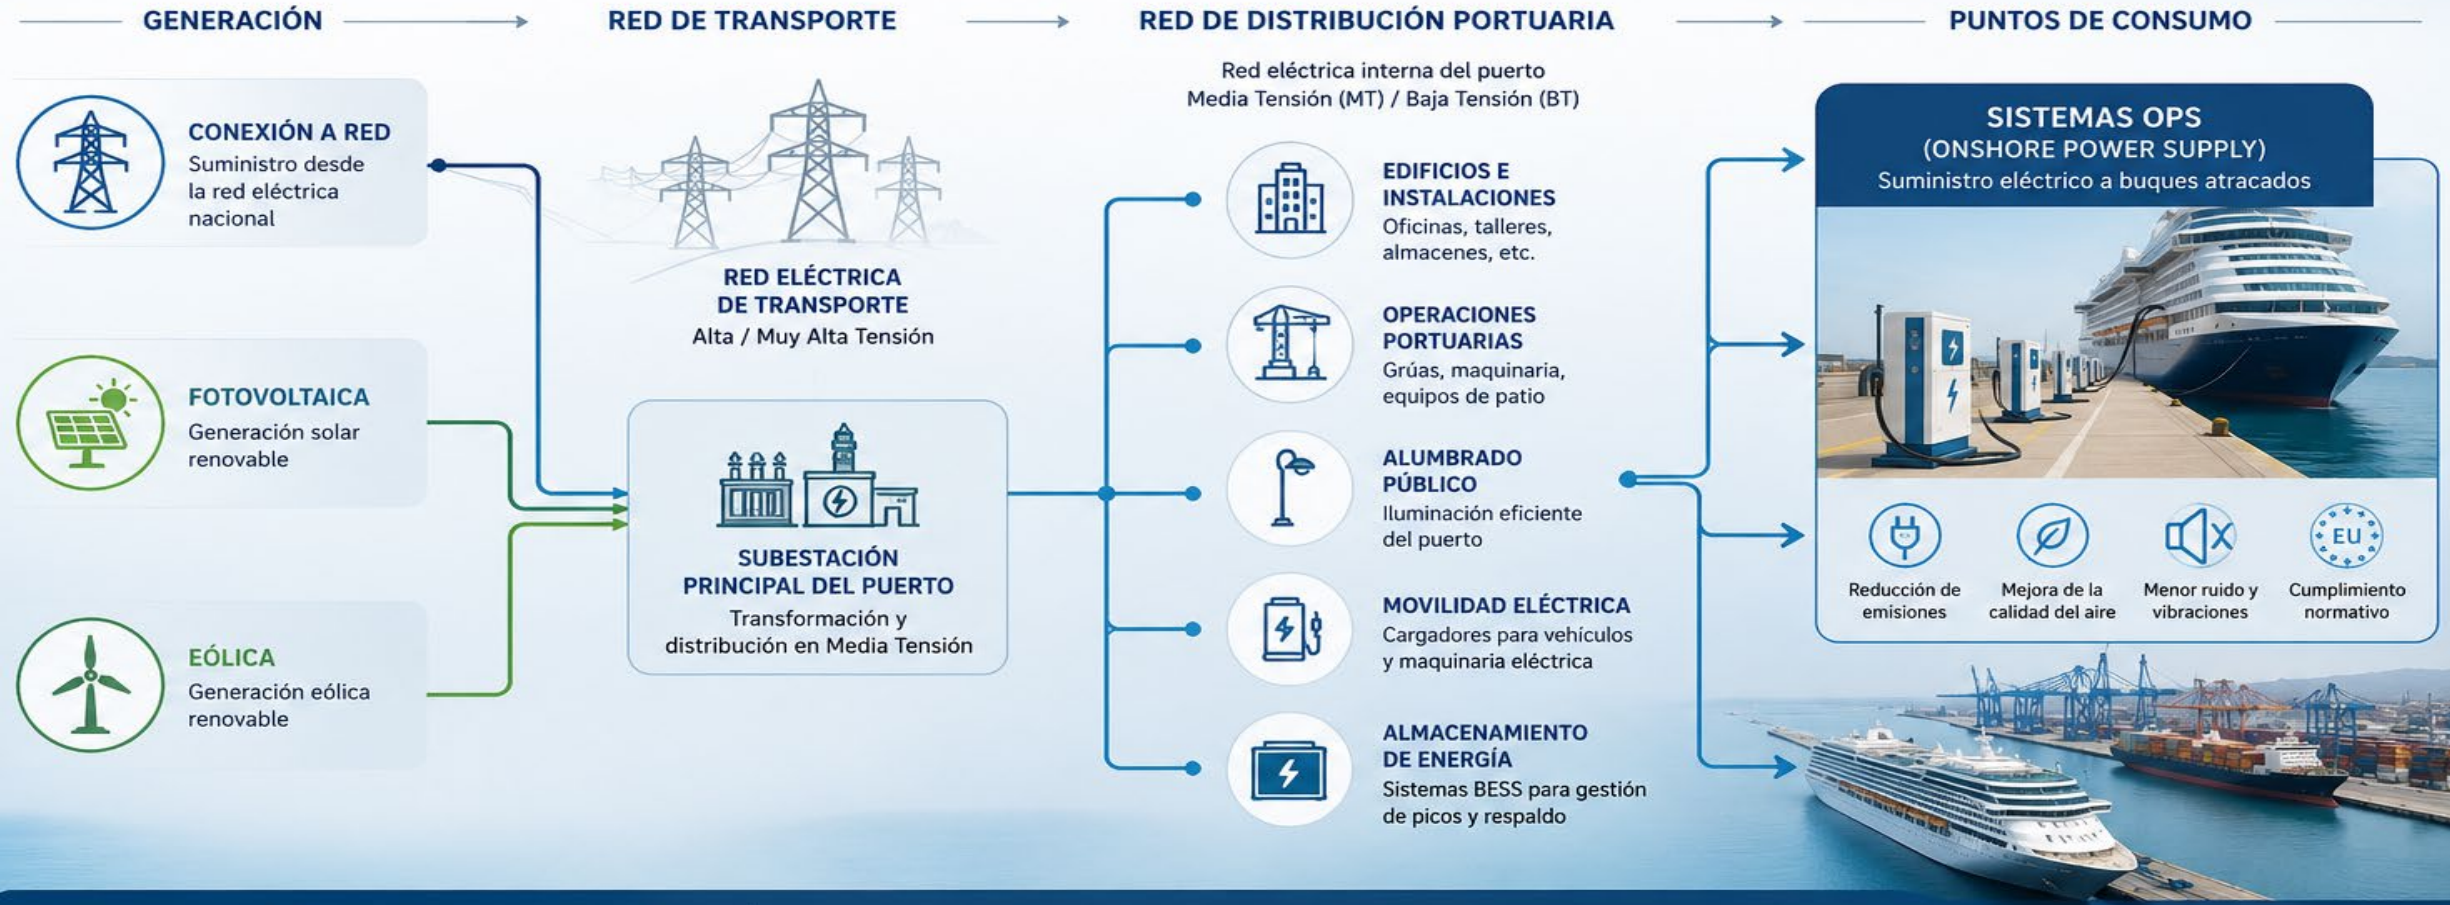 GENERACIÓN
RED DE TRANSPORTE
RED DE DISTRIBUCIÓN PORTUARIA
PUNTOS DE CONSUMO
CONEXIÓN A RED
Suministro desde
la red eléctrica
nacional
FOTOVOLTAICA
Generación solar
renovable
EÓLICA
Generación eólica
renovable
RED ELÉCTRICA
DE TRANSPORTE
Alta / Muy Alta Tensión
SUBESTACIÓN
PRINCIPAL DEL PUERTO
Transformación y
distribución en Media Tensión
Red eléctrica interna del puerto
Media Tensión (MT) / Baja Tensión (BT)
EDIFICIOS E
INSTALACIONES
Oficinas, talleres,
almacenes, etc.
OPERACIONES
PORTUARIAS
Grúas, maquinaria,
equipos de patio
ALUMBRADO
PÚBLICO
Iluminación eficiente
del puerto
MOVILIDAD ELÉCTRICA
Cargadores para vehículos
y maquinaria eléctrica
ALMACENAMIENTO
DE ENERGÍA
Sistemas BESS para gestión
de picos y respaldo
SISTEMAS OPS
(ONSHORE POWER SUPPLY)
Suministro eléctrico a buques atracados
Reducción de
emisiones
Mejora de la
calidad del aire
Menor ruido y
vibraciones
EU
Cumplimiento
normativo